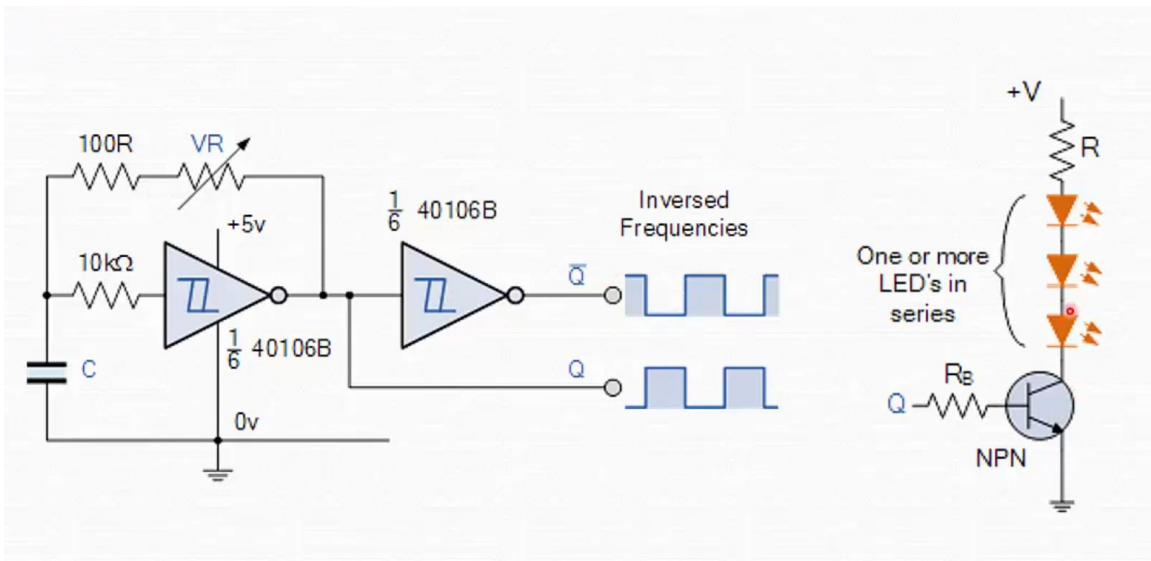 100R
VR
+5v
10kΩ
1/6 40106B
C
0v
1/6 40106B
Inversed
Frequencies
Q̅
Q
+V
R
One or more
LED's in
series
RB
Q
NPN